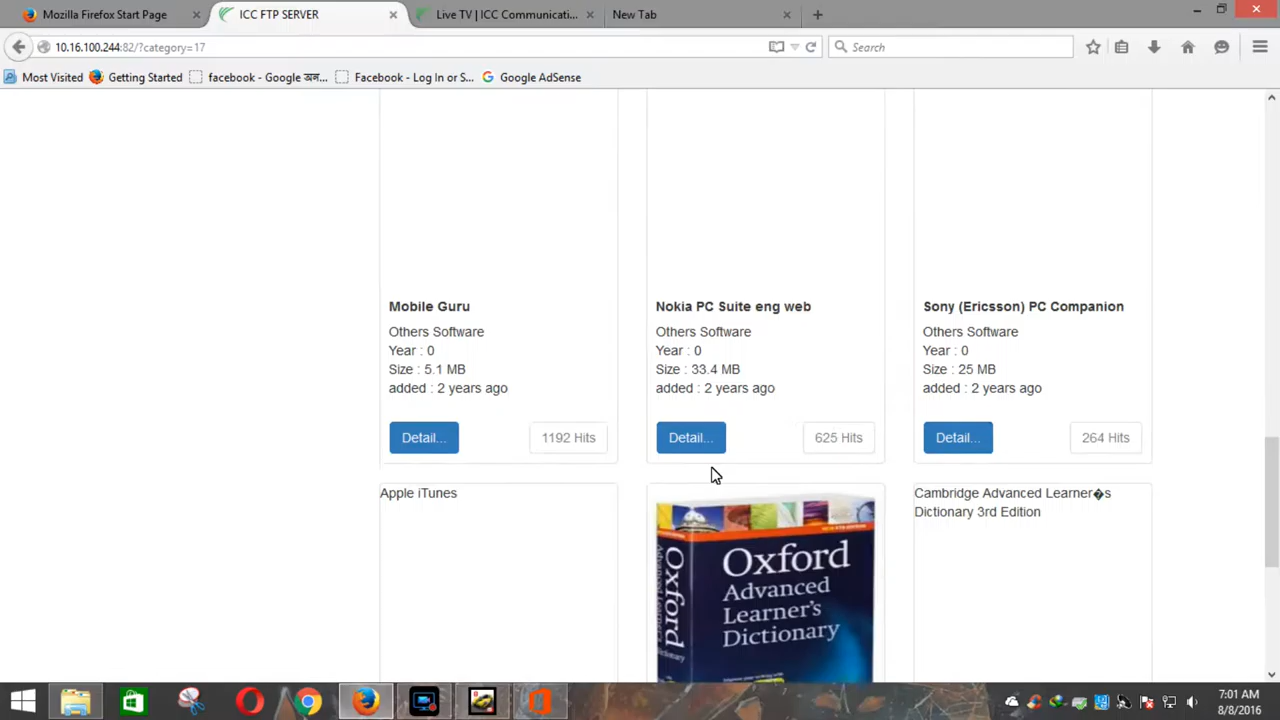 Mozilla Firefox Start Page
ICC FTP SERVER
Live TV | ICC Communicati...
New Tab
10.16.100.244:82/?category=17
Search
Most Visited
Getting Started
facebook - Google অনু...
Facebook - Log In or S...
Google AdSense
Mobile Guru
Others Software
Year : 0
Size : 5.1 MB
added : 2 years ago
Detail...
1192 Hits
Nokia PC Suite eng web
Others Software
Year : 0
Size : 33.4 MB
added : 2 years ago
Detail...
625 Hits
Sony (Ericsson) PC Companion
Others Software
Year : 0
Size : 25 MB
added : 2 years ago
Detail...
264 Hits
Apple iTunes
Oxford
Advanced
Learner's
Dictionary
Oxford
Cambridge Advanced Learner�s
Dictionary 3rd Edition
7:01 AM
8/8/2016